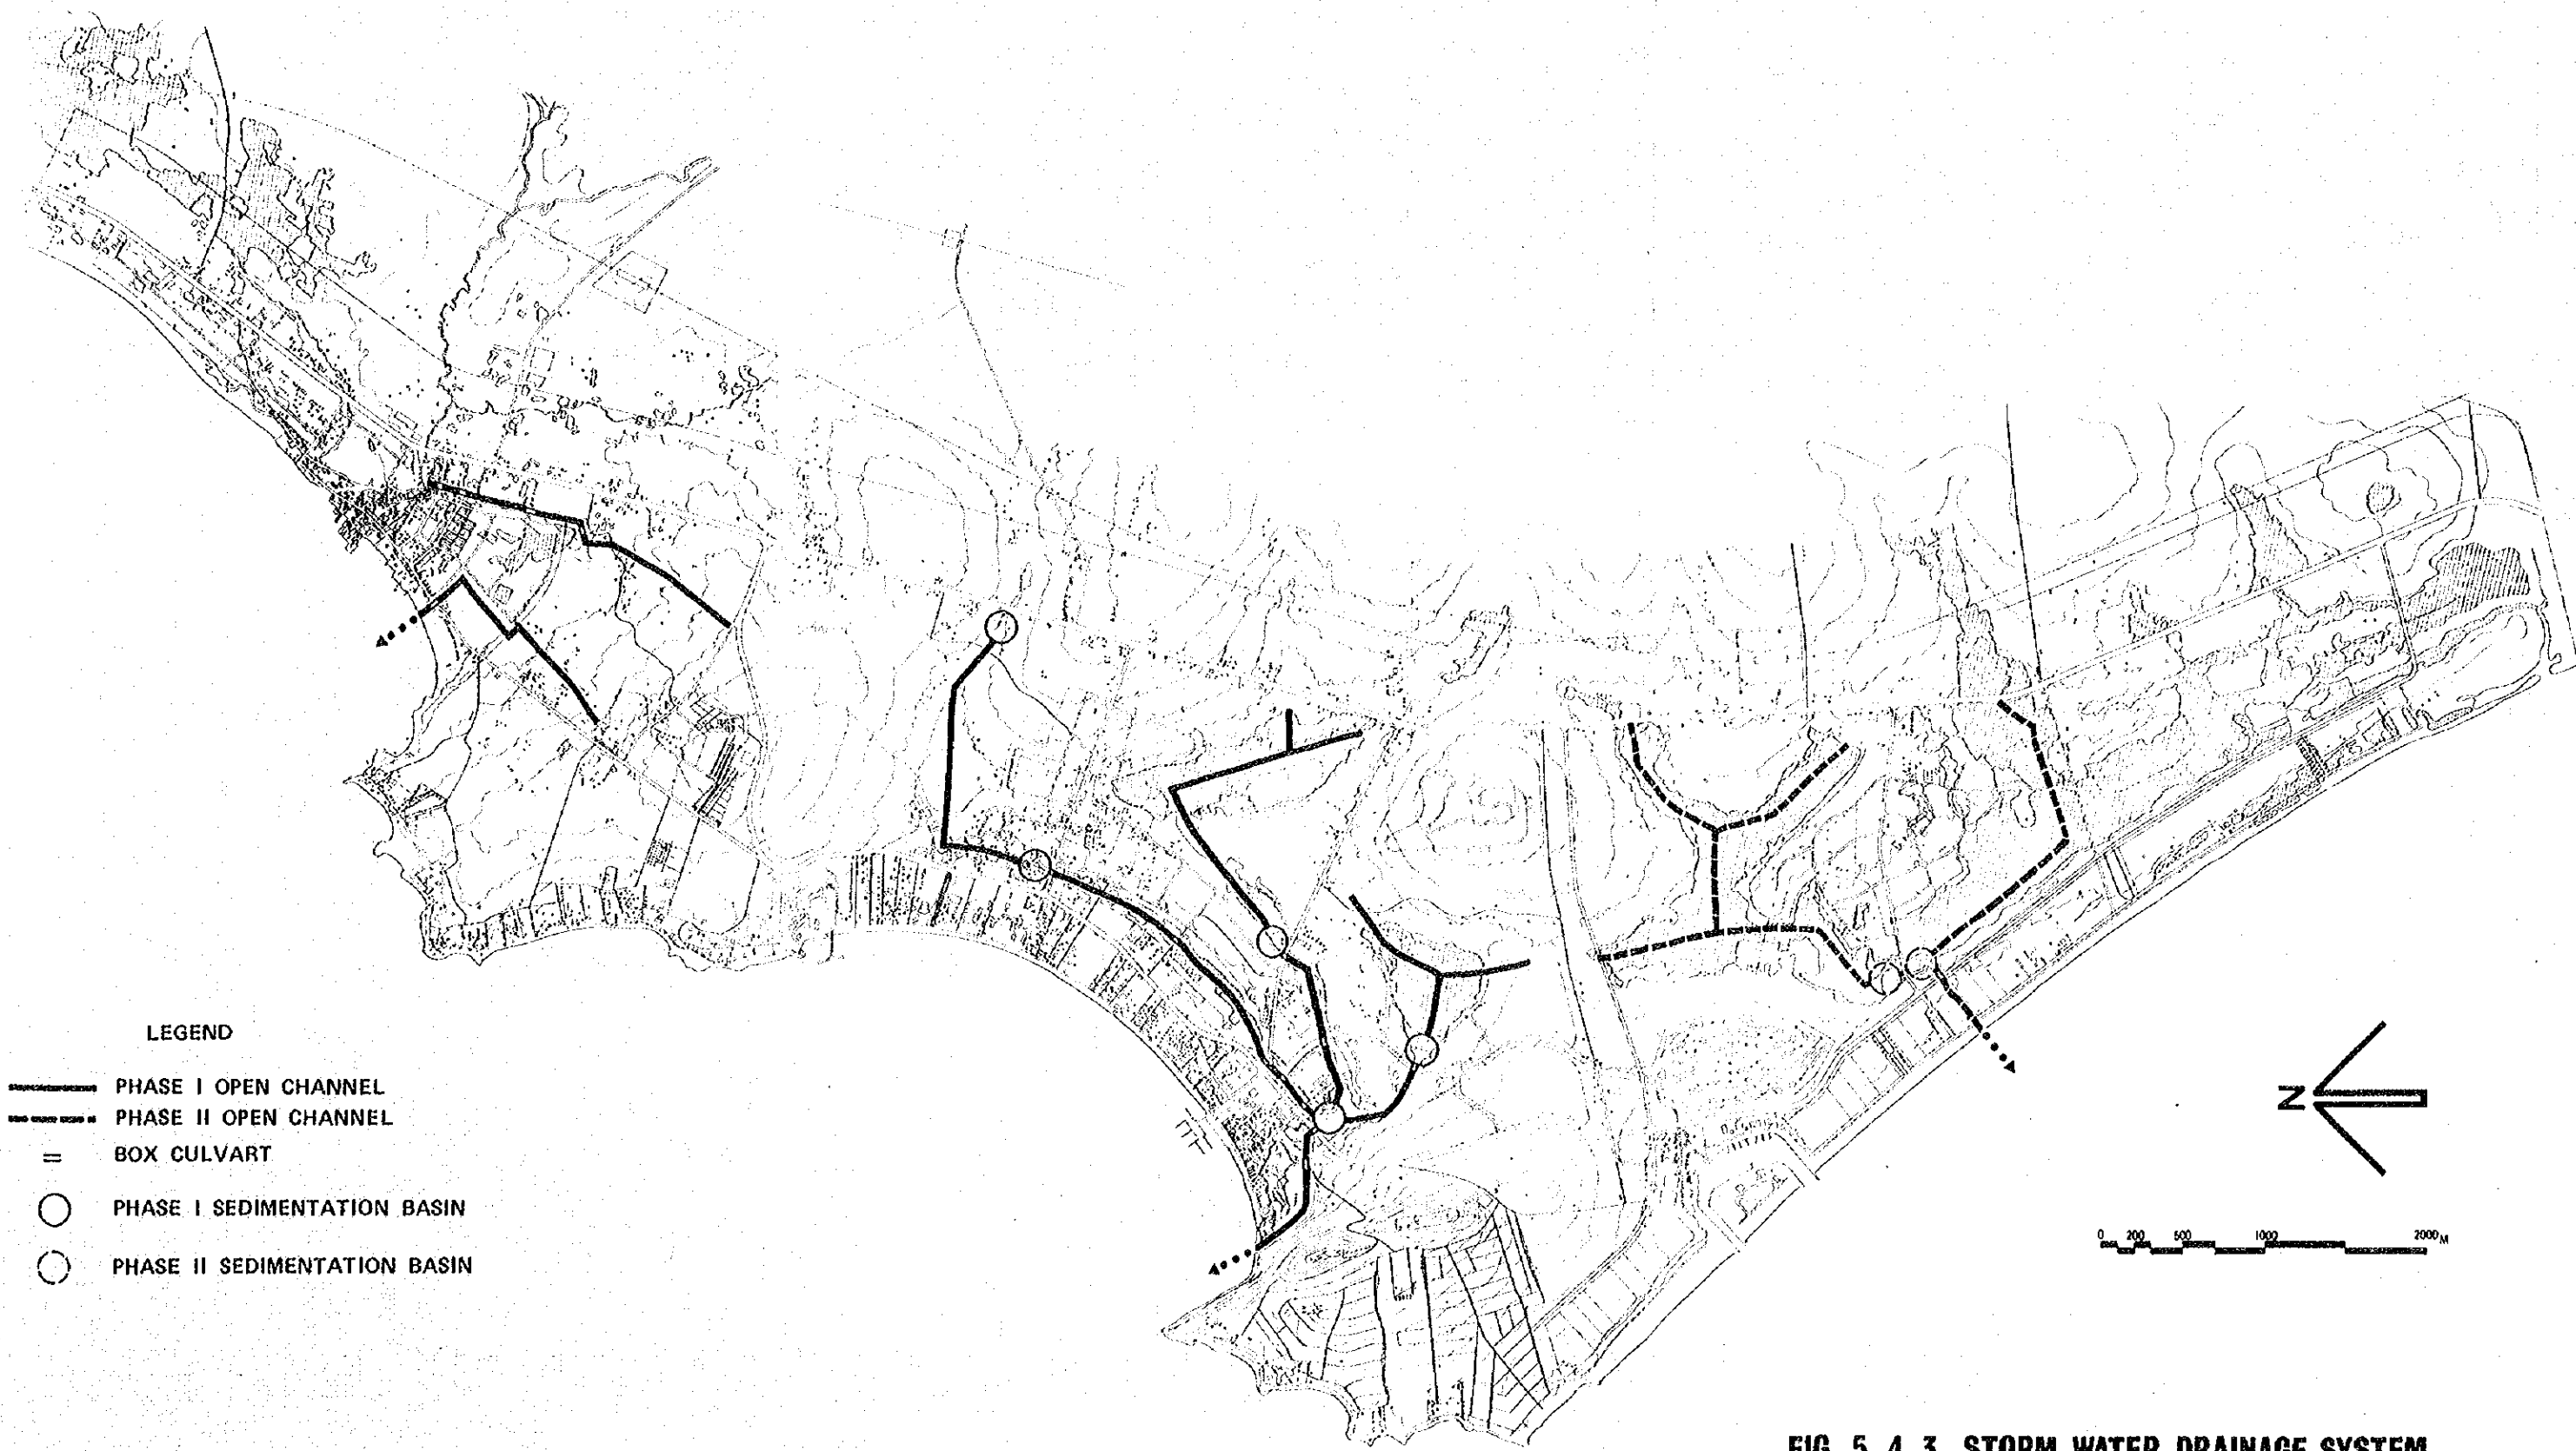 LEGEND
PHASE I OPEN CHANNEL
PHASE II OPEN CHANNEL
BOX CULVART
PHASE I SEDIMENTATION BASIN
PHASE II SEDIMENTATION BASIN
N
0 200 500 1000 2000 M
FIG. 5. 4. 3 STORM WATER DRAINAGE SYSTEM